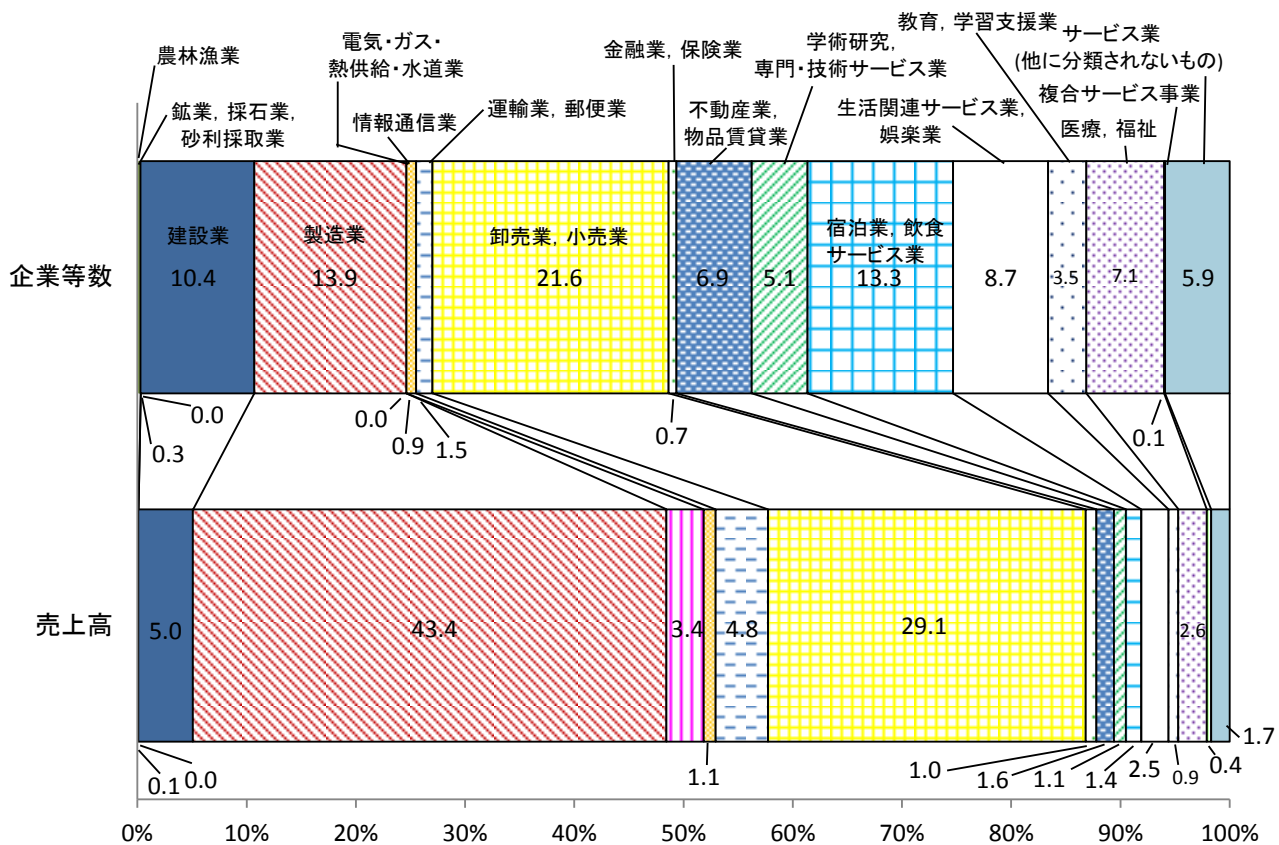 教育，学習支援業
サービス業
(他に分類されないもの)
電気・ガス・
熱供給・水道業
金融業，保険業
学術研究，
専門・技術サービス業
農林漁業
複合サービス事業
鉱業，採石業，
砂利採取業
情報通信業
運輸業，郵便業
不動産業，
物品賃貸業
生活関連サービス業，
娯楽業
医療，福祉
企業等数
建設業
10.4
製造業
13.9
卸売業，小売業
21.6
6.9
5.1
宿泊業，飲食
サービス業
13.3
8.7
3.5
7.1
5.9
0.3
0.0
0.0
0.9
1.5
0.7
0.1
売上高
5.0
43.4
3.4
4.8
29.1
2.6
0.1
0.0
1.1
1.0
1.6
1.1
1.4
2.5
0.9
0.4
1.7
0%
10%
20%
30%
40%
50%
60%
70%
80%
90%
100%